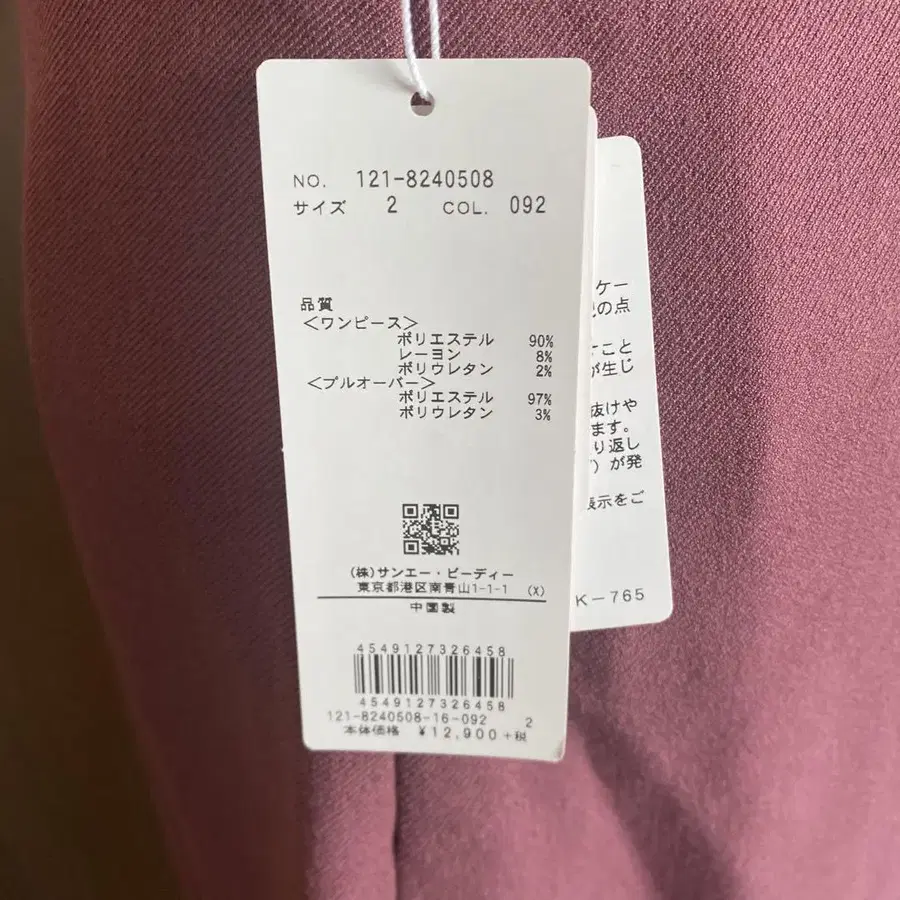 NO. 121-8240508
サイズ 2 COL. 092
品質
<ワンピース>
ポリエステル 90%
レーヨン 8%
ポリウレタン 2%
<プルオーバー>
ポリエステル 97%
ポリウレタン 3%
(株)サンエー・ビーディー
東京都港区南青山1-1-1 (X)
中国製
4549127326458
4549127326458
121-8240508-16-092 2
本体価格 ¥12,900+税
ケー
の点
こと
が生じ
抜けや
ます。
り返し
)が発
表示をご
K-765